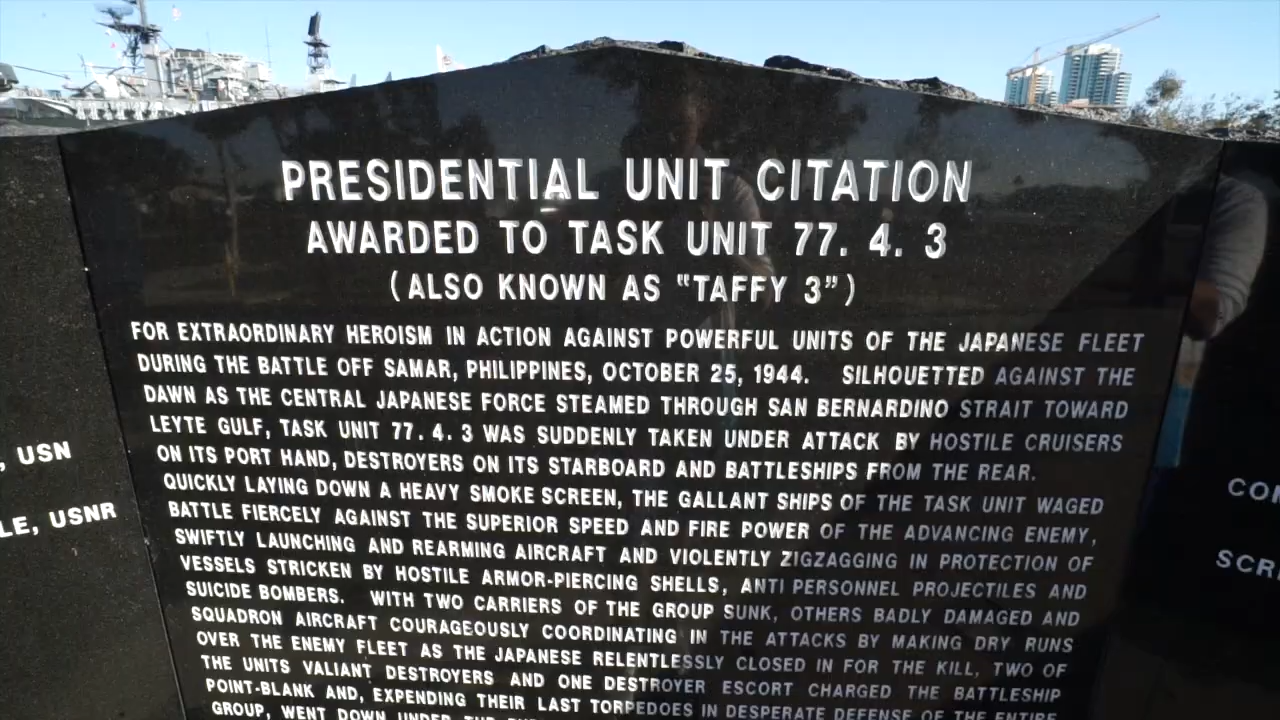 PRESIDENTIAL UNIT CITATION
AWARDED TO TASK UNIT 77. 4. 3
(ALSO KNOWN AS "TAFFY 3")
FOR EXTRAORDINARY HEROISM IN ACTION AGAINST POWERFUL UNITS OF THE JAPANESE FLEET
DURING THE BATTLE OFF SAMAR, PHILIPPINES, OCTOBER 25, 1944. SILHOUETTED AGAINST THE
DAWN AS THE CENTRAL JAPANESE FORCE STEAMED THROUGH SAN BERNARDINO STRAIT TOWARD
LEYTE GULF, TASK UNIT 77. 4. 3 WAS SUDDENLY TAKEN UNDER ATTACK BY HOSTILE CRUISERS
ON ITS PORT HAND, DESTROYERS ON ITS STARBOARD AND BATTLESHIPS FROM THE REAR.
QUICKLY LAYING DOWN A HEAVY SMOKE SCREEN, THE GALLANT SHIPS OF THE TASK UNIT WAGED
BATTLE FIERCELY AGAINST THE SUPERIOR SPEED AND FIRE POWER OF THE ADVANCING ENEMY,
SWIFTLY LAUNCHING AND REARMING AIRCRAFT AND VIOLENTLY ZIGZAGGING IN PROTECTION OF
VESSELS STRICKEN BY HOSTILE ARMOR-PIERCING SHELLS, ANTI PERSONNEL PROJECTILES AND
SUICIDE BOMBERS. WITH TWO CARRIERS OF THE GROUP SUNK, OTHERS BADLY DAMAGED AND
SQUADRON AIRCRAFT COURAGEOUSLY COORDINATING IN THE ATTACKS BY MAKING DRY RUNS
OVER THE ENEMY FLEET AS THE JAPANESE RELENTLESSLY CLOSED IN FOR THE KILL, TWO OF
THE UNITS VALIANT DESTROYERS AND ONE DESTROYER ESCORT CHARGED THE BATTLESHIP
POINT-BLANK AND, EXPENDING THEIR LAST TORPEDOES IN DESPERATE DEFENSE OF THE ENTIRE
GROUP, WENT DOWN UNDER THE
, USN
LE, USNR